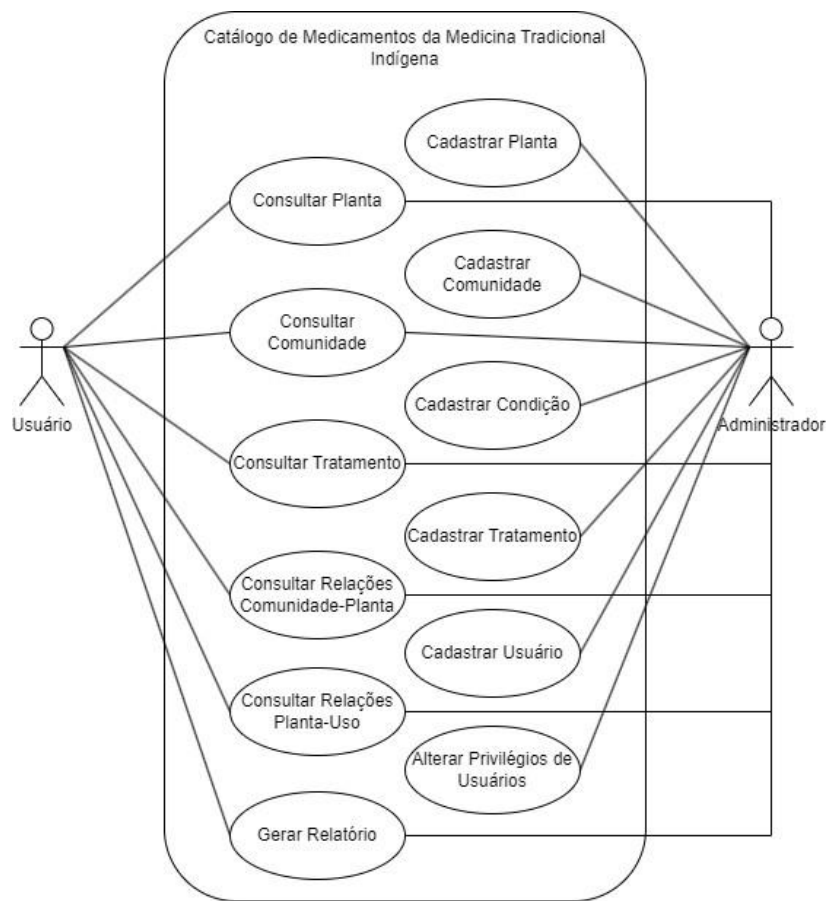 Catálogo de Medicamentos da Medicina Tradicional
Indígena
Cadastrar Planta
Consultar Planta
Cadastrar
Comunidade
Consultar
Comunidade
Cadastrar Condição
Usuário
Administrador
Consultar Tratamento
Cadastrar Tratamento
Consultar Relações
Comunidade-Planta
Cadastrar Usuário
Consultar Relações
Planta-Uso
Alterar Privilégios de
Usuários
Gerar Relatório